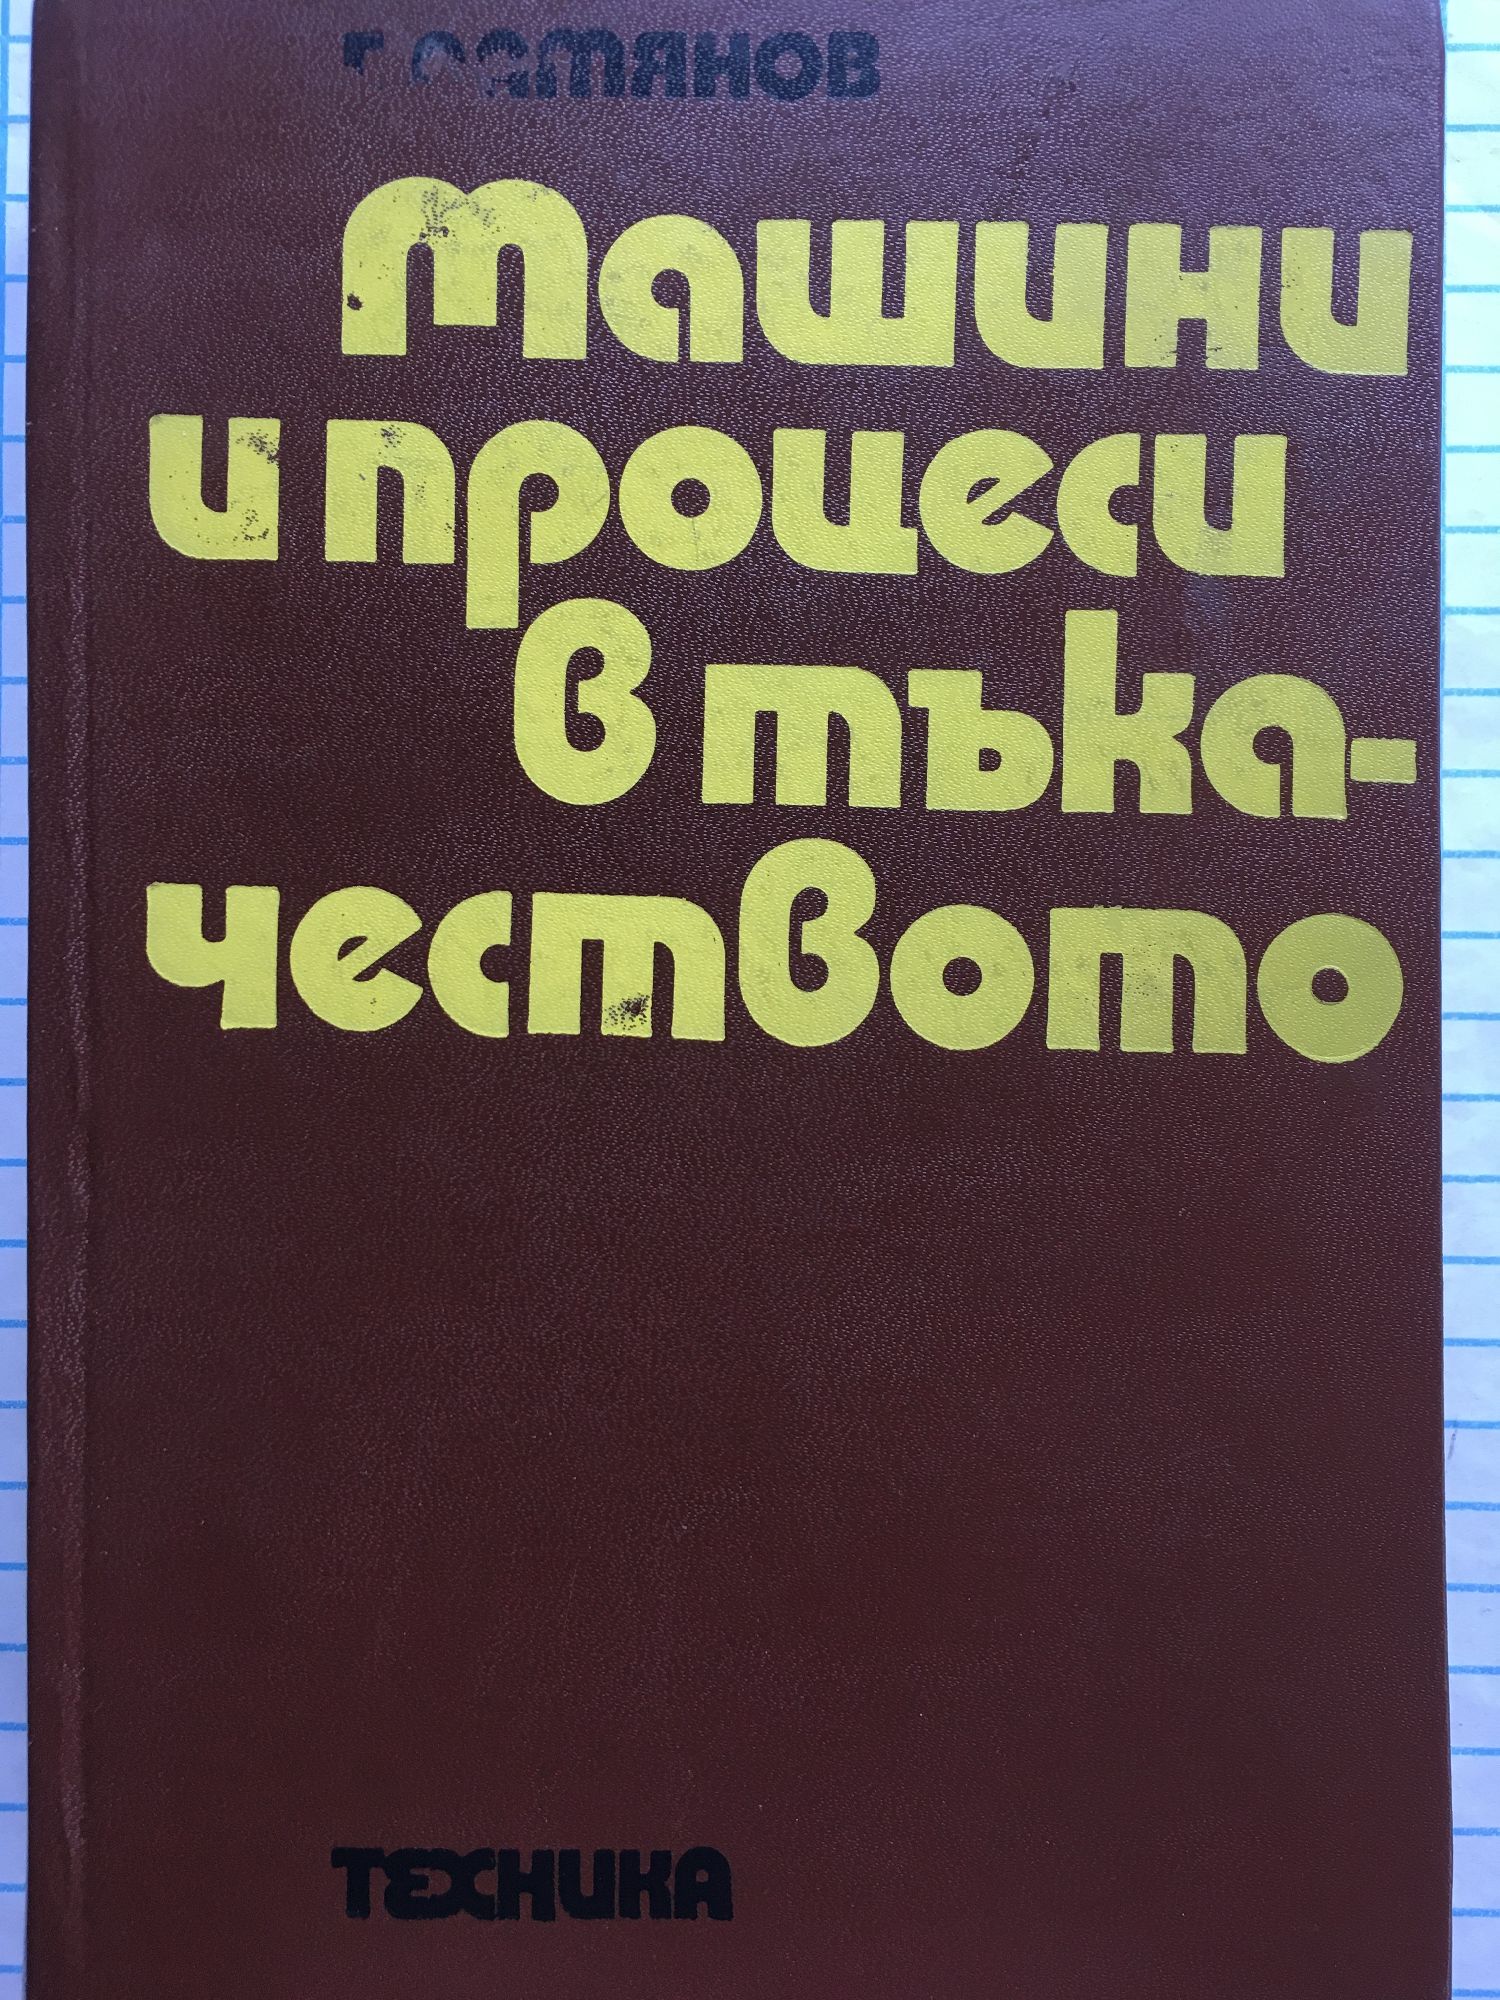 Машини
и процеси
в тъка-
чеството
ТЕХНИКА